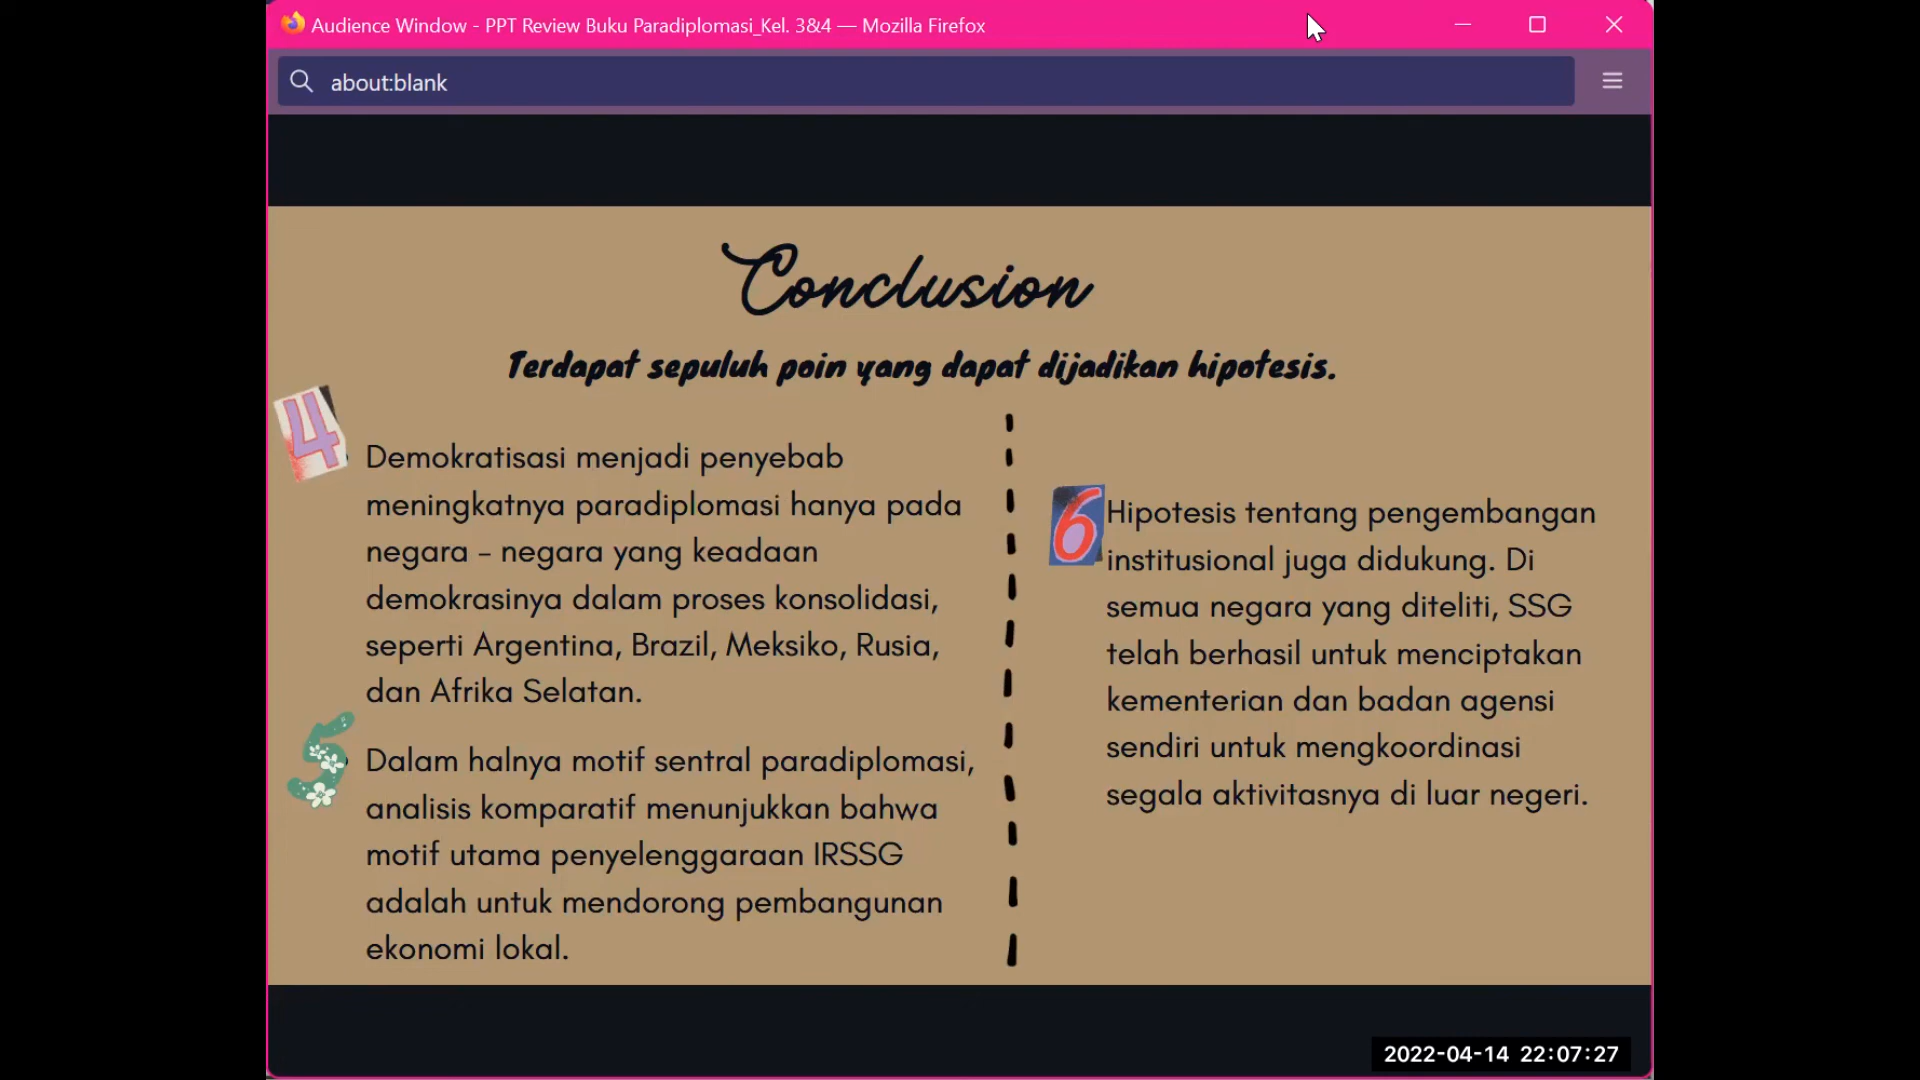 Audience Window - PPT Review Buku Paradiplomasi_Kel. 3&4 — Mozilla Firefox
about:blank
Conclusion
Terdapat sepuluh poin yang dapat dijadikan hipotesis.
4
Demokratisasi menjadi penyebab
meningkatnya paradiplomasi hanya pada
negara – negara yang keadaan
demokrasinya dalam proses konsolidasi,
seperti Argentina, Brazil, Meksiko, Rusia,
dan Afrika Selatan.
5
Dalam halnya motif sentral paradiplomasi,
analisis komparatif menunjukkan bahwa
motif utama penyelenggaraan IRSSG
adalah untuk mendorong pembangunan
ekonomi lokal.
6
Hipotesis tentang pengembangan
institusional juga didukung. Di
semua negara yang diteliti, SSG
telah berhasil untuk menciptakan
kementerian dan badan agensi
sendiri untuk mengkoordinasi
segala aktivitasnya di luar negeri.
2022-04-14 22:07:27